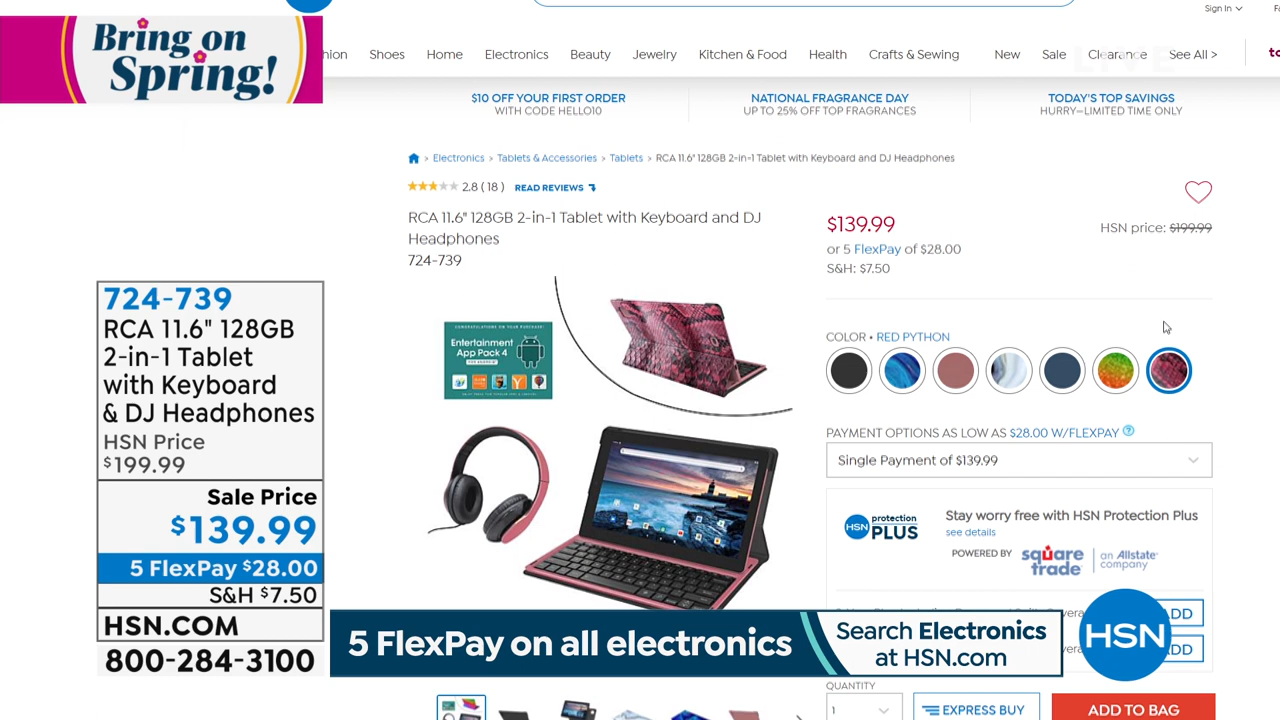 Bring on
Spring!
Sign In
Shoes
Home
Electronics
Beauty
Jewelry
Kitchen & Food
Health
Crafts & Sewing
New
Sale
Clearance
See All >
LIVE
$10 OFF YOUR FIRST ORDER
WITH CODE HELLO10
NATIONAL FRAGRANCE DAY
UP TO 25% OFF TOP FRAGRANCES
TODAY'S TOP SAVINGS
HURRY—LIMITED TIME ONLY
> Electronics > Tablets & Accessories > Tablets > RCA 11.6" 128GB 2-in-1 Tablet with Keyboard and DJ Headphones
2.8 ( 18 ) READ REVIEWS
RCA 11.6" 128GB 2-in-1 Tablet with Keyboard and DJ
Headphones
724-739
$139.99
HSN price: $199.99
or 5 FlexPay of $28.00
S&H: $7.50
COLOR • RED PYTHON
PAYMENT OPTIONS AS LOW AS $28.00 W/FLEXPAY ?
Single Payment of $139.99
HSN protection PLUS
Stay worry free with HSN Protection Plus
see details
POWERED BY square trade | an Allstate company
ADD
ADD
QUANTITY
1
EXPRESS BUY
ADD TO BAG
CONGRATULATIONS ON YOUR PURCHASE!
Entertainment
App Pack 4
724-739
RCA 11.6" 128GB
2-in-1 Tablet
with Keyboard
& DJ Headphones
HSN Price
$199.99
Sale Price
$139.99
5 FlexPay $28.00
S&H $7.50
HSN.COM
800-284-3100
5 FlexPay on all electronics
Search Electronics
at HSN.com
HSN